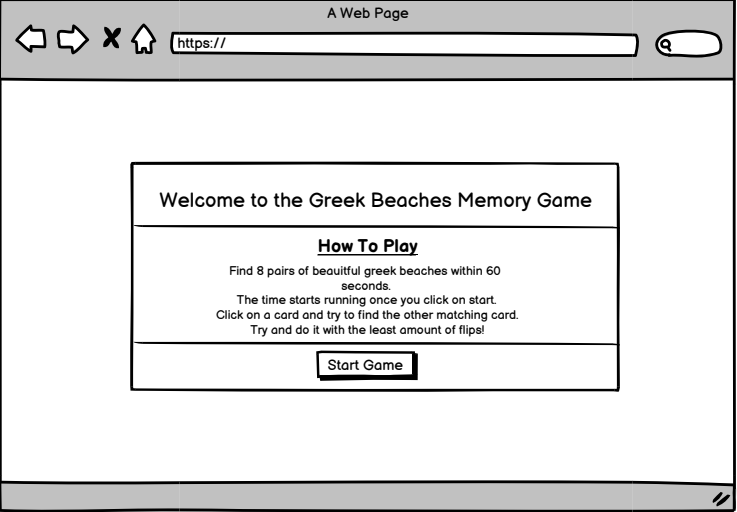 A Web Page
https://
Welcome to the Greek Beaches Memory Game
How To Play
Find 8 pairs of beauitful greek beaches within 60
seconds.
The time starts running once you click on start.
Click on a card and try to find the other matching card.
Try and do it with the least amount of flips!
Start Game